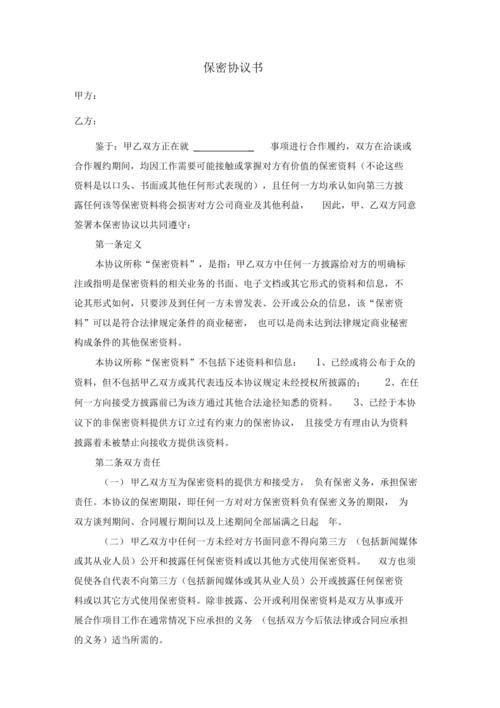 保密协议书
甲方：
乙方：
鉴于：甲乙双方正在就 ____________ _ 事项进行合作履约，双方在洽谈或
合作履约期间，均因工作需要可能接触或掌握对方有价值的保密资料（不论这些
资料是以口头、书面或其他任何形式表现的），且任何一方均承认如向第三方披
露任何该等保密资料将会损害对方公司商业及其他利益， 因此，甲、乙双方同意
签署本保密协议以共同遵守：
第一条定义
本协议所称“保密资料”，是指：甲乙双方中任何一方披露给对方的明确标
注或指明是保密资料的相关业务的书面、电子文档或其它形式的资料和信息，不
论其形式如何，只要涉及到任何一方未曾发表、公开或公众的信息，该“保密资
料”可以是符合法律规定条件的商业秘密， 也可以是尚未达到法律规定商业秘密
构成条件的其他保密资料。
本协议所称“保密资料”不包括下述资料和信息： 1、已经或将公布于众的
资料，但不包括甲乙双方或其代表违反本协议规定未经授权所披露的； 2、在任
何一方向接受方披露前已为该方通过其他合法途径知悉的资料。 3、已经于本协
议下的非保密资料提供方订立过有约束力的保密协议， 且接受方有理由认为资料
披露着未被禁止向接收方提供该资料。
第二条双方责任
（一） 甲乙双方互为保密资料的提供方和接受方， 负有保密义务，承担保密
责任。本协议的保密期限，即任何一方对对方保密资料负有保密义务的期限， 为
双方谈判期间、合同履行期间以及上述期间全部届满之日起 年。
（二） 甲乙双方中任何一方未经对方书面同意不得向第三方 （包括新闻媒体
或其从业人员）公开和披露任何保密资料或以其他方式使用保密资料。 双方也须
促使各自代表不向第三方（包括新闻媒体或其从业人员）公开或披露任何保密资
料或以其它方式使用保密资料。除非披露、公开或利用保密资料是双方从事或开
展合作项目工作在通常情况下应承担的义务 （包括双方今后依法律或合同应承担
的义务）适当所需的。